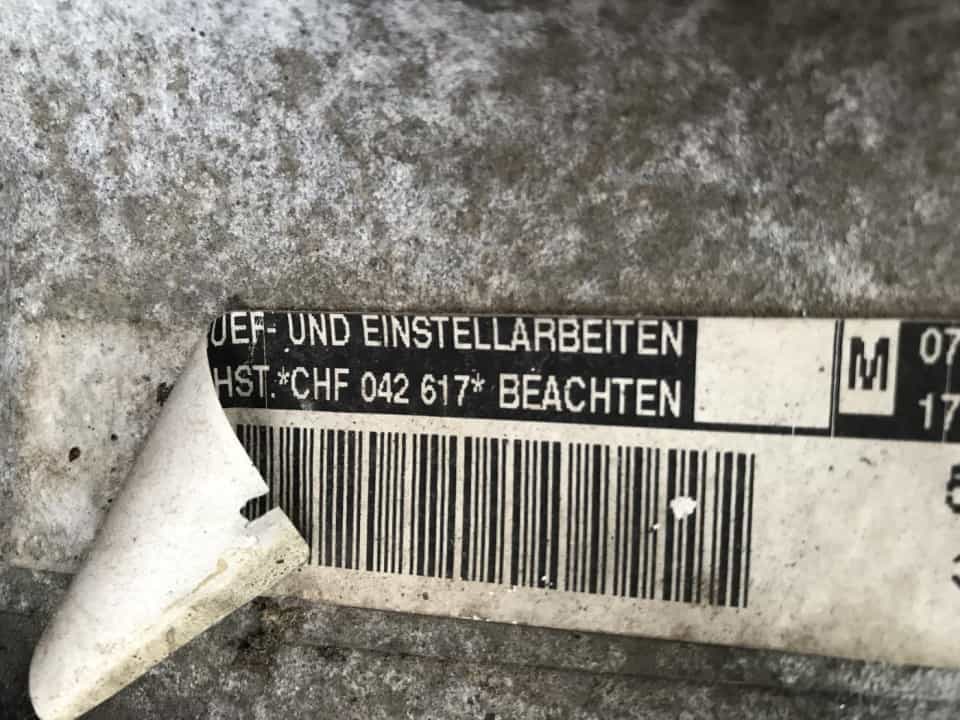 UEF- UND EINSTELLARBEITEN M 07
HST.*CHF 042 617* BEACHTEN 17